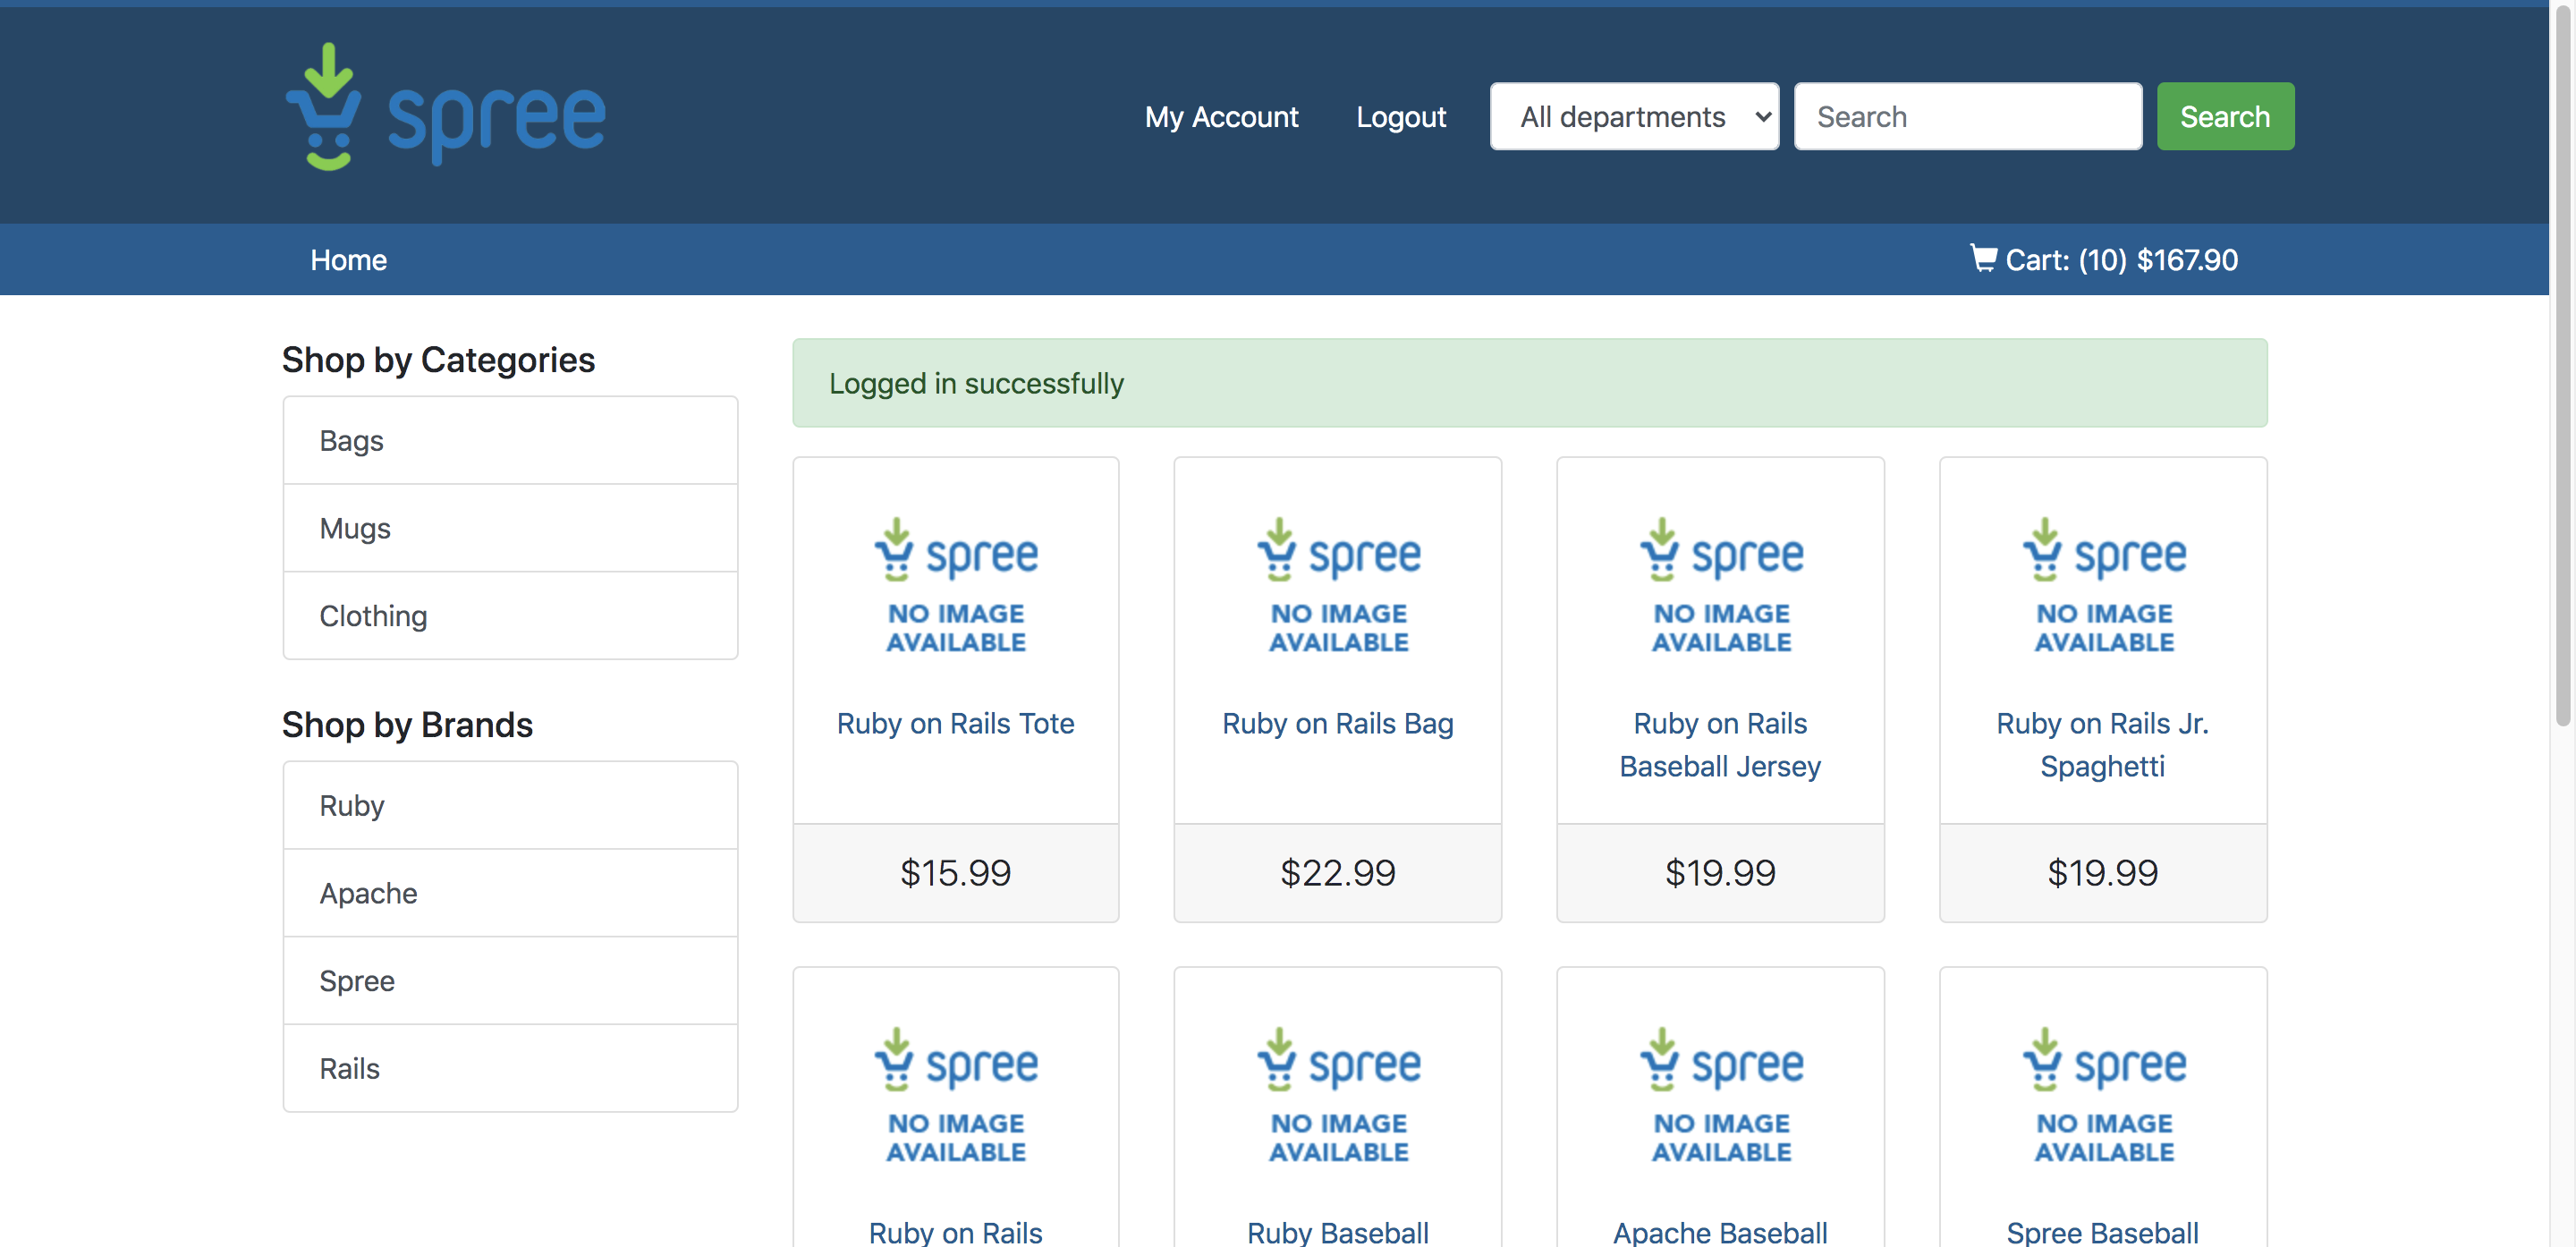 spree
My Account
Logout
All departments
Search
Search
Home
Cart: (10) $167.90
Shop by Categories
Bags
Mugs
Clothing
Shop by Brands
Ruby
Apache
Spree
Rails
Logged in successfully
spree
NO IMAGE
AVAILABLE
Ruby on Rails Tote
$15.99
spree
NO IMAGE
AVAILABLE
Ruby on Rails Bag
$22.99
spree
NO IMAGE
AVAILABLE
Ruby on Rails
Baseball Jersey
$19.99
spree
NO IMAGE
AVAILABLE
Ruby on Rails Jr.
Spaghetti
$19.99
spree
NO IMAGE
AVAILABLE
Ruby on Rails
spree
NO IMAGE
AVAILABLE
Ruby Baseball
spree
NO IMAGE
AVAILABLE
Apache Baseball
spree
NO IMAGE
AVAILABLE
Spree Baseball